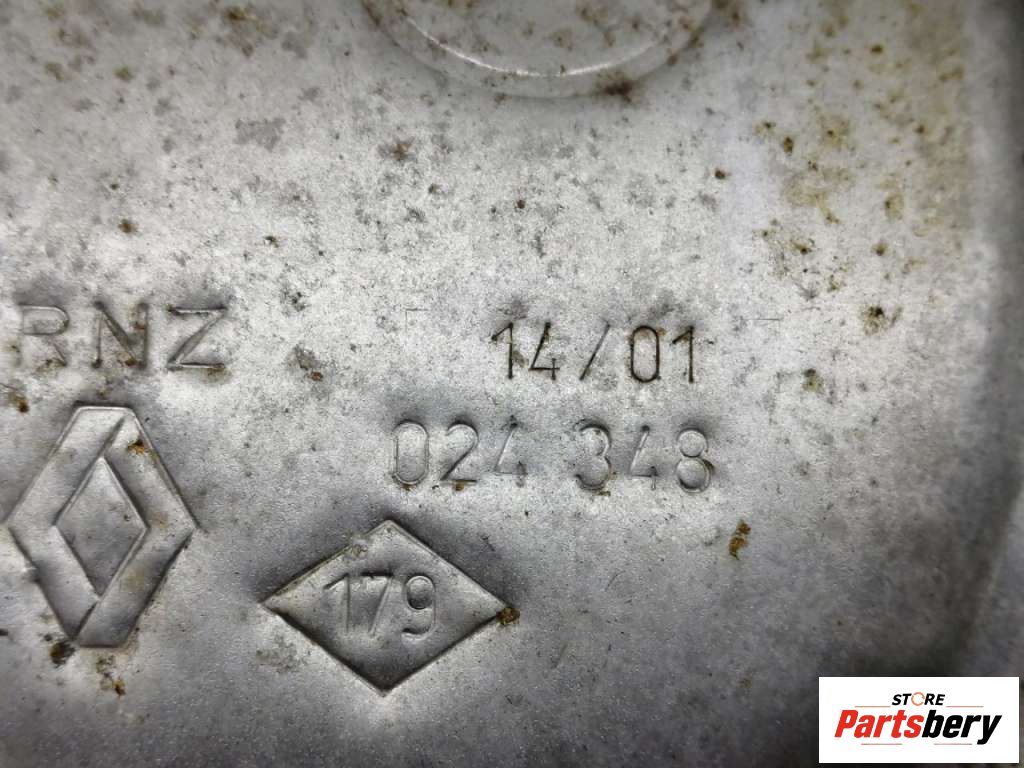 RNZ
14/01
024 348
179
STORE
Partsbery